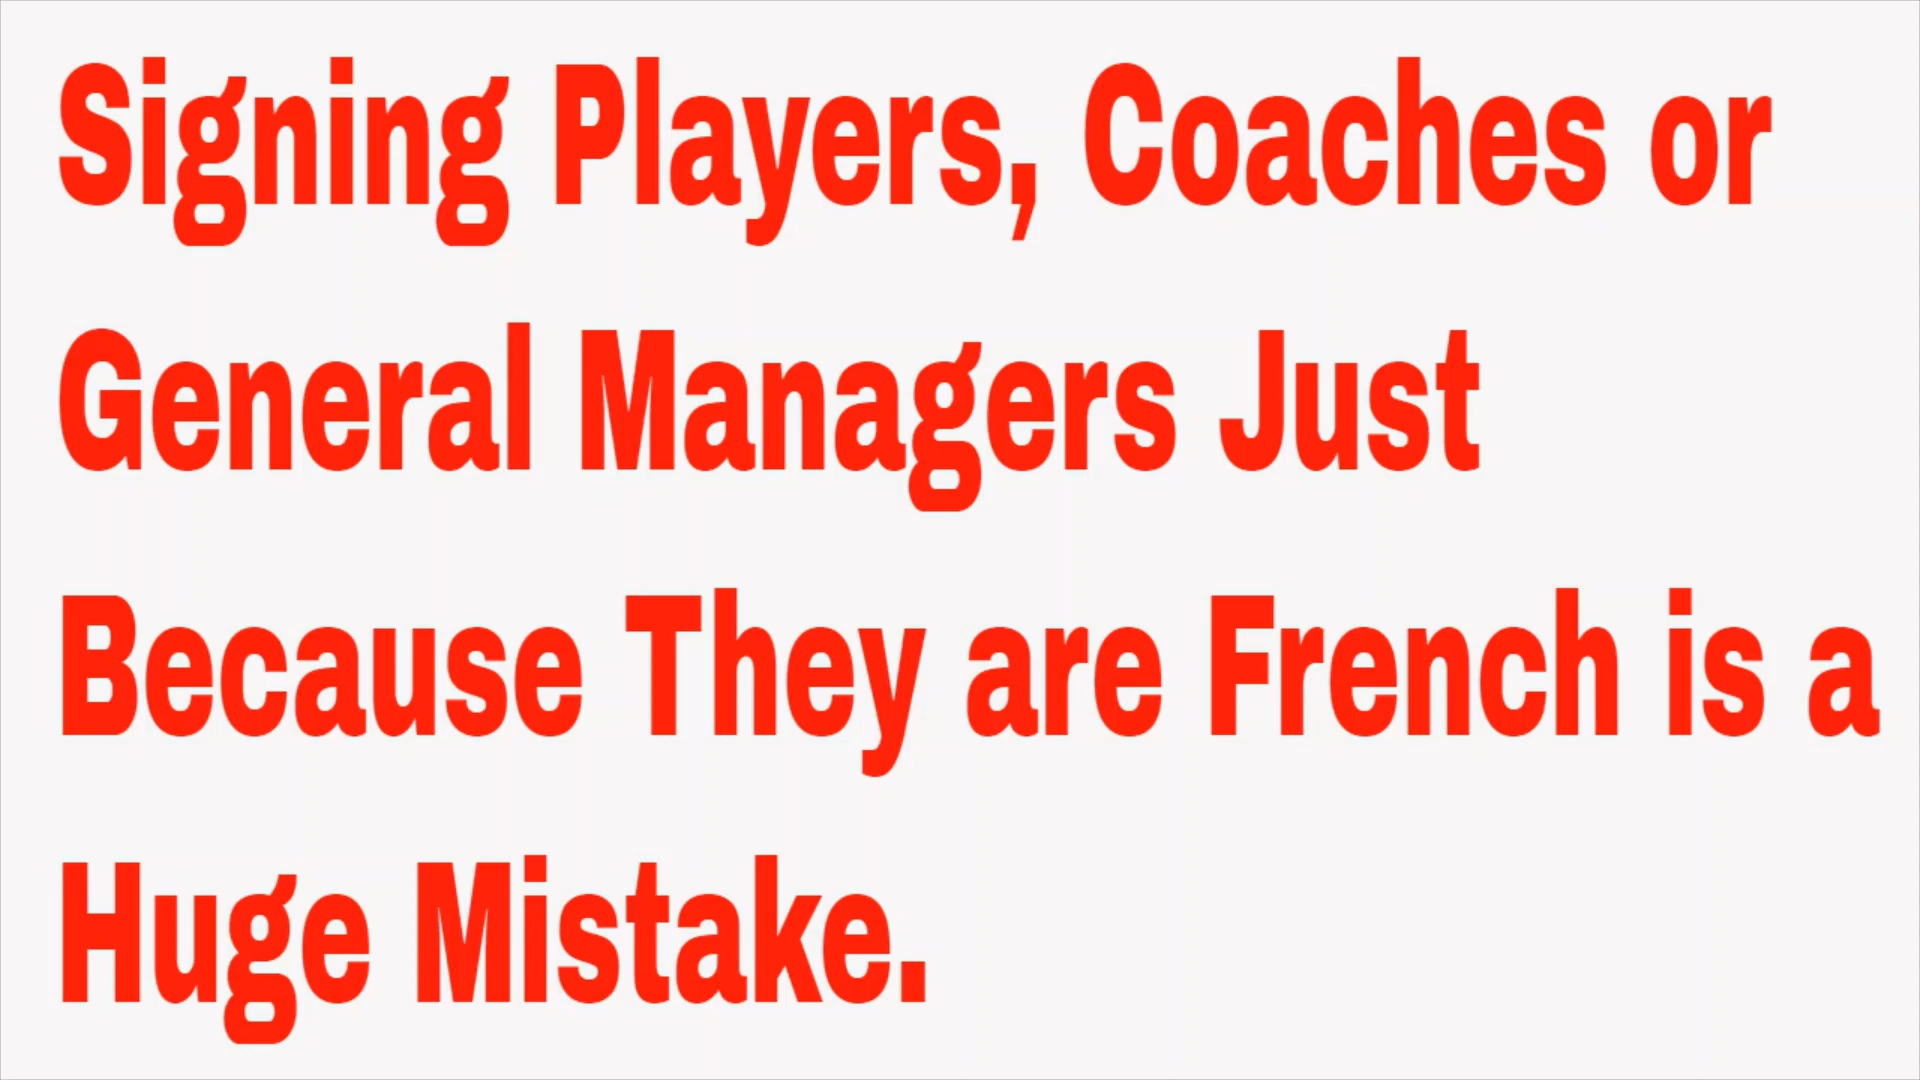 Signing Players, Coaches or
General Managers Just
Because They are French is a
Huge Mistake.